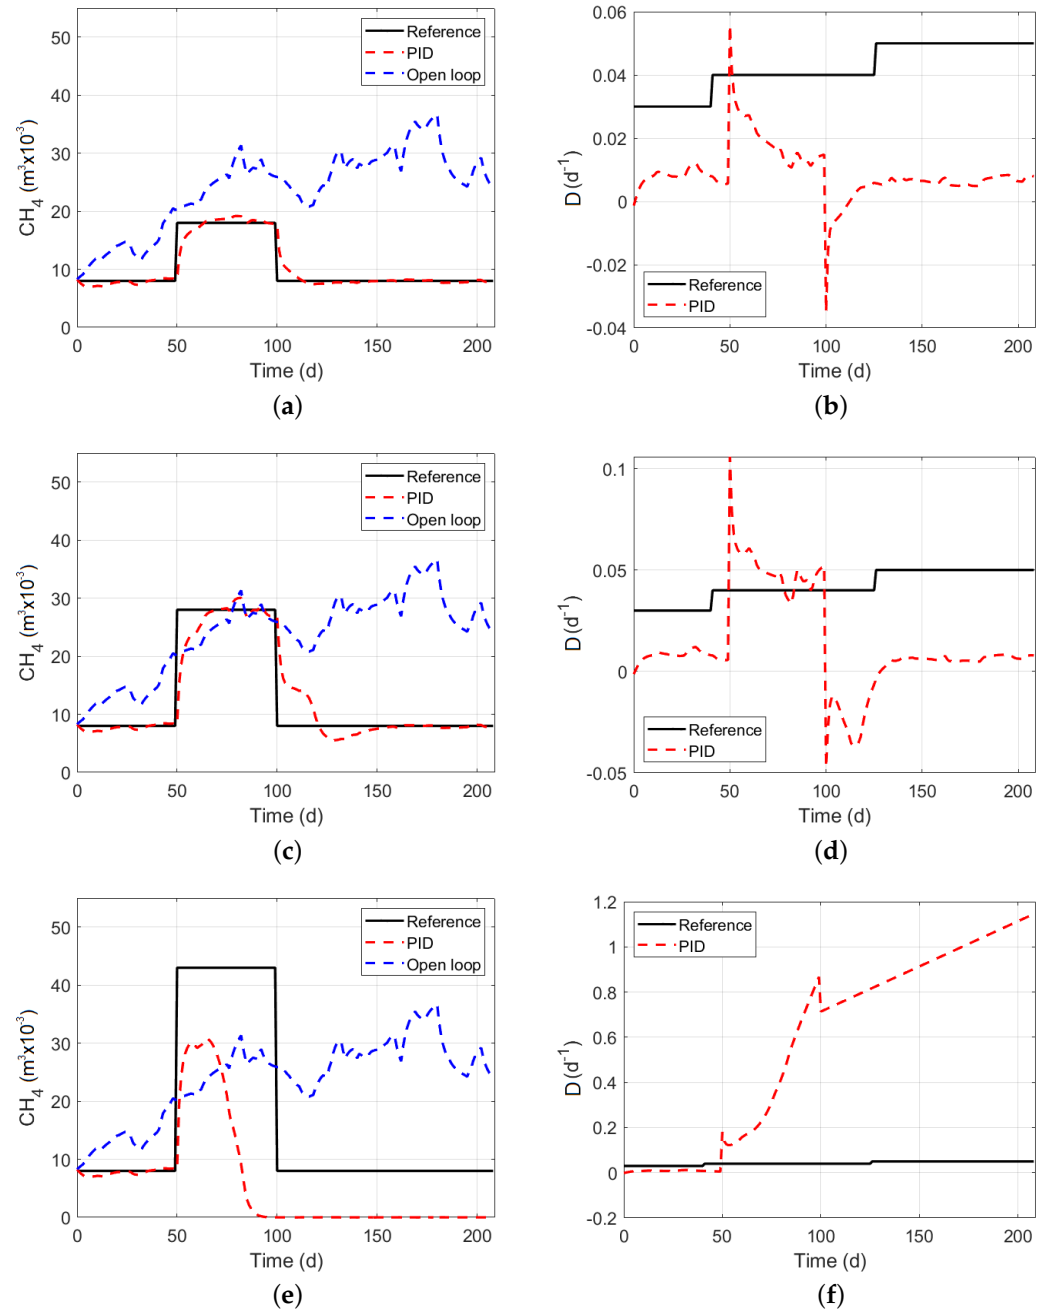 50
40
30
20
10
0
CH4 (m³x10⁻³)
Reference
PID
Open loop
0 50 100 150 200
Time (d)
(a)
0.06
0.04
0.02
0
-0.02
-0.04
D (d⁻¹)
Reference
PID
0 50 100 150 200
Time (d)
(b)
50
40
30
20
10
0
CH4 (m³x10⁻³)
Reference
PID
Open loop
0 50 100 150 200
Time (d)
(c)
0.1
0.05
0
-0.05
D (d⁻¹)
Reference
PID
0 50 100 150 200
Time (d)
(d)
50
40
30
20
10
0
CH4 (m³x10⁻³)
Reference
PID
Open loop
0 50 100 150 200
Time (d)
(e)
1.2
1
0.8
0.6
0.4
0.2
0
-0.2
D (d⁻¹)
Reference
PID
0 50 100 150 200
Time (d)
(f)